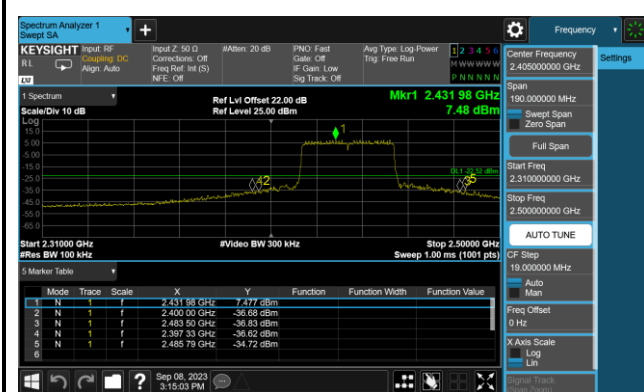 Spectrum Analyzer 1
Swept SA
Frequency
KEYSIGHT
R L
Input: RF
Coupling: DC
Align: Auto
Input Z: 50 Ω
Corrections: Off
Freq Ref: Int (S)
NFE: Off
#Atten: 20 dB
PNO: Fast
Gate: Off
IF Gain: Low
Sig Track: Off
Avg Type: Log-Power
Trig: Free Run
1 2 3 4 5 6
M W W W W W
P N N N N N
Settings
Center Frequency
2.405000000 GHz
Span
190.000000 MHz
Swept Span
Zero Span
Full Span
Start Freq
2.310000000 GHz
Stop Freq
2.500000000 GHz
AUTO TUNE
CF Step
19.000000 MHz
Auto
Man
Freq Offset
0 Hz
X Axis Scale
Log
Lin
Signal Track
(Span Zoom)
1 Spectrum
Scale/Div 10 dB
Log
Ref Lvl Offset 22.00 dB
Ref Level 25.00 dBm
Mkr1 2.431 98 GHz
7.48 dBm
15.0
5.00
-5.00
-15.0
-25.0
-35.0
-45.0
-55.0
-65.0
1
DL1 -22.52 dBm
Start 2.31000 GHz
#Res BW 100 kHz
#Video BW 300 kHz
Stop 2.50000 GHz
Sweep 1.00 ms (1001 pts)
5 Marker Table
Mode Trace Scale X Y Function Function Width Function Value
1 N 1 f 2.431 98 GHz 7.477 dBm
2 N 1 f 2.400 00 GHz -36.68 dBm
3 N 1 f 2.483 50 GHz -36.83 dBm
4 N 1 f 2.397 33 GHz -36.62 dBm
5 N 1 f 2.485 79 GHz -34.72 dBm
6
?
Sep 08, 2023
3:15:03 PM